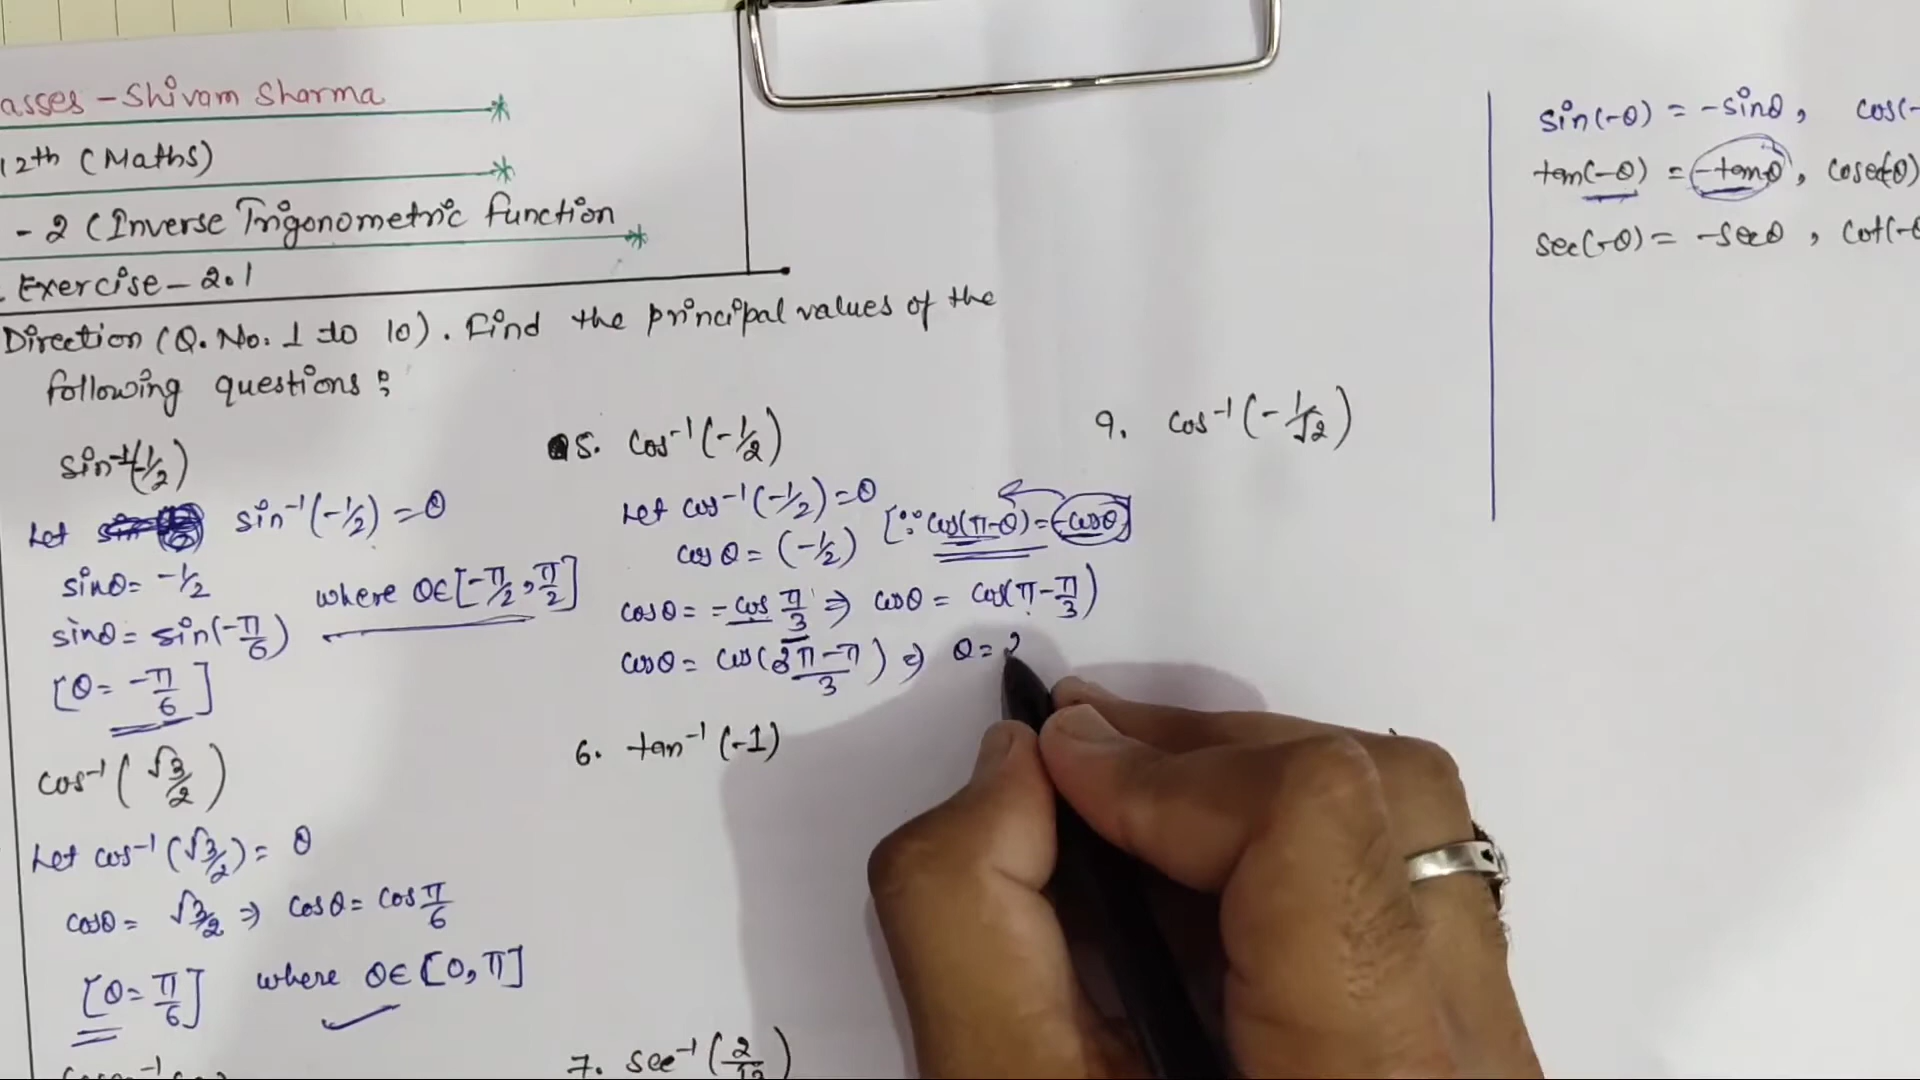 asses - Shivam Sharma
12th (Maths)
- 2 (Inverse Trigonometric function
Exercise - 2.1
Direction (Q. No. 1 to 10). Find the principal values of the
following questions :
sin⁻¹(-1/2)
Let sin⁻¹(-1/2) = θ
sinθ = -1/2
where θ∈[-π/2, π/2]
sinθ = sin(-π/6)
[θ = -π/6]
cos⁻¹(√3/2)
Let cos⁻¹(√3/2) = θ
cosθ = √3/2 ⇒ cosθ = cos π/6
[θ = π/6] where θ∈[0, π]
5. cos⁻¹(-1/2)
Let cos⁻¹(-1/2) = θ
cosθ = (-1/2) [∵ cos(π-θ) = -cosθ]
cosθ = -cos π/3 ⇒ cosθ = cos(π - π/3)
cosθ = cos(3π-π/3) ⇒ θ = 2
6. tan⁻¹(-1)
7. sec⁻¹(2/√3)
9. cos⁻¹(-1/√2)
sin(-θ) = -sinθ, cos(-
tan(-θ) = -tanθ, cosec(-θ)
sec(-θ) = -secθ, cot(-θ